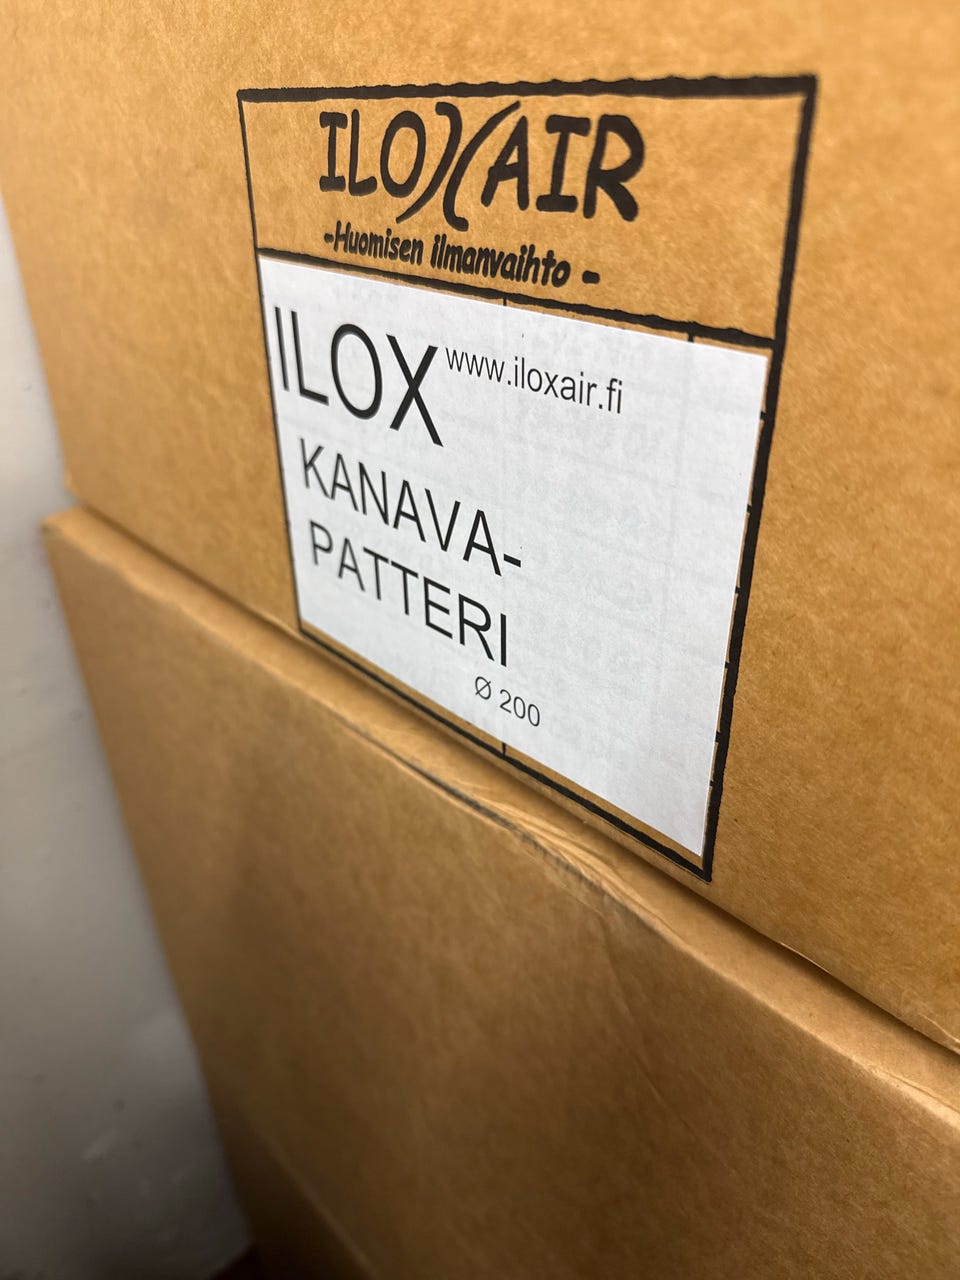 ILOXAIR
-Huomisen ilmanvaihto -
ILOX www.iloxair.fi
KANAVA-
PATTERI
Ø 200